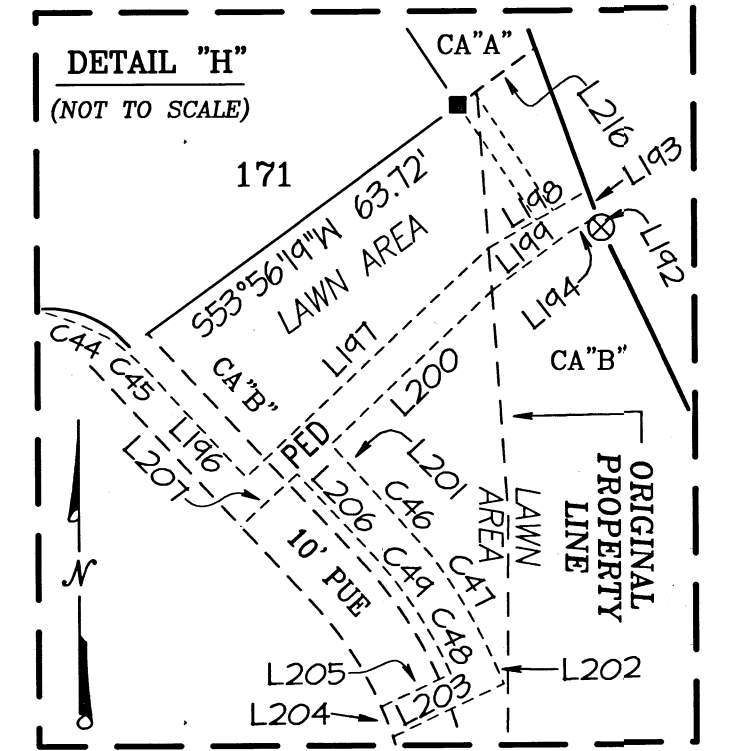 DETAIL "H"
(NOT TO SCALE)
CA"A"
L216
171
L193
S53°56'19"W 63.72'
LAWN AREA
L198
L199
L192
L194
CA"B"
L197
C44
C45
CA"B"
L200
L196
PED
L207
L201
L206
C46
LAWN
AREA
ORIGINAL
PROPERTY
LINE
10' PUE
C49
C47
C48
N
L205
L202
L203
L204